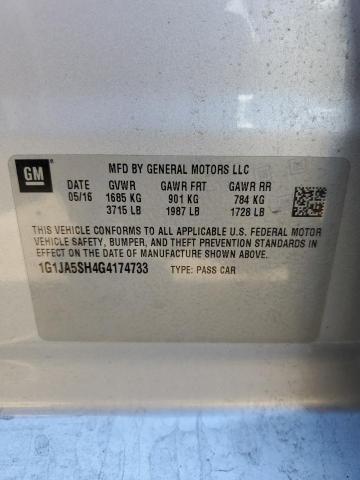 GM
MFD BY GENERAL MOTORS LLC
DATE GVWR GAWR FRT GAWR RR
05/16 1685 KG 901 KG 784 KG
3715 LB 1987 LB 1728 LB
THIS VEHICLE CONFORMS TO ALL APPLICABLE U.S. FEDERAL MOTOR
VEHICLE SAFETY, BUMPER, AND THEFT PREVENTION STANDARDS
IN EFFECT ON THE DATE OF MANUFACTURE SHOWN ABOVE.
1G1JA5SH4G4174733 TYPE: PASS CAR